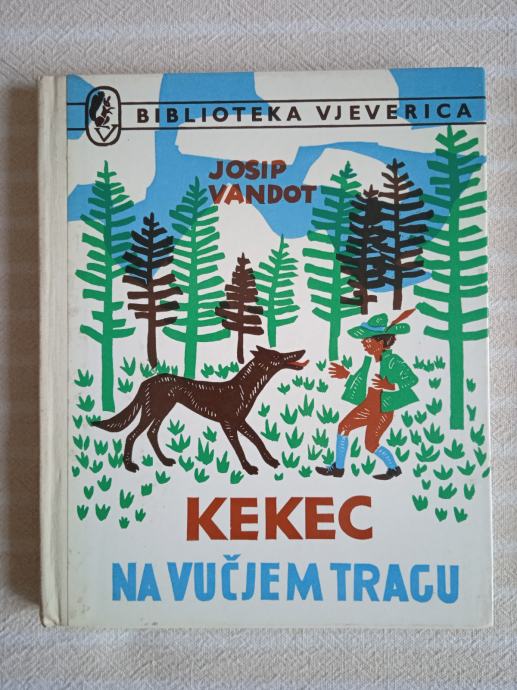 BIBLIOTEKA VJEVERICA
JOSIP
VANDOT
KEKEC
NA VUČJEM TRAGU